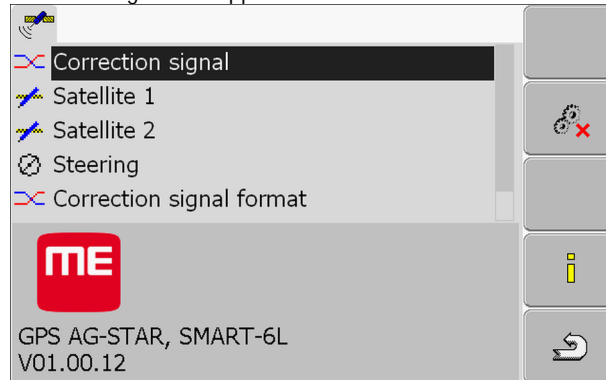 Correction signal
Satellite 1
Satellite 2
Steering
Correction signal format
ME
GPS AG-STAR, SMART-6L
V01.00.12